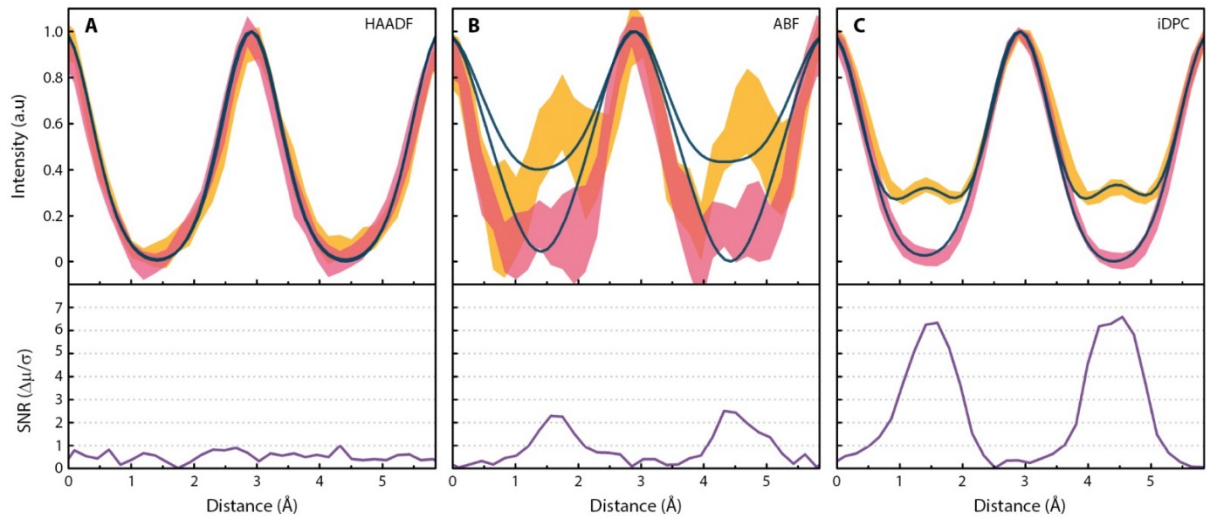 A HAADF
B ABF
C iDPC
Intensity (a.u)
1.0
0.8
0.6
0.4
0.2
0
SNR (Δμ/σ)
7
6
5
4
3
2
1
0
0 1 2 3 4 5
0 1 2 3 4 5
0 1 2 3 4 5
Distance (Å)
Distance (Å)
Distance (Å)